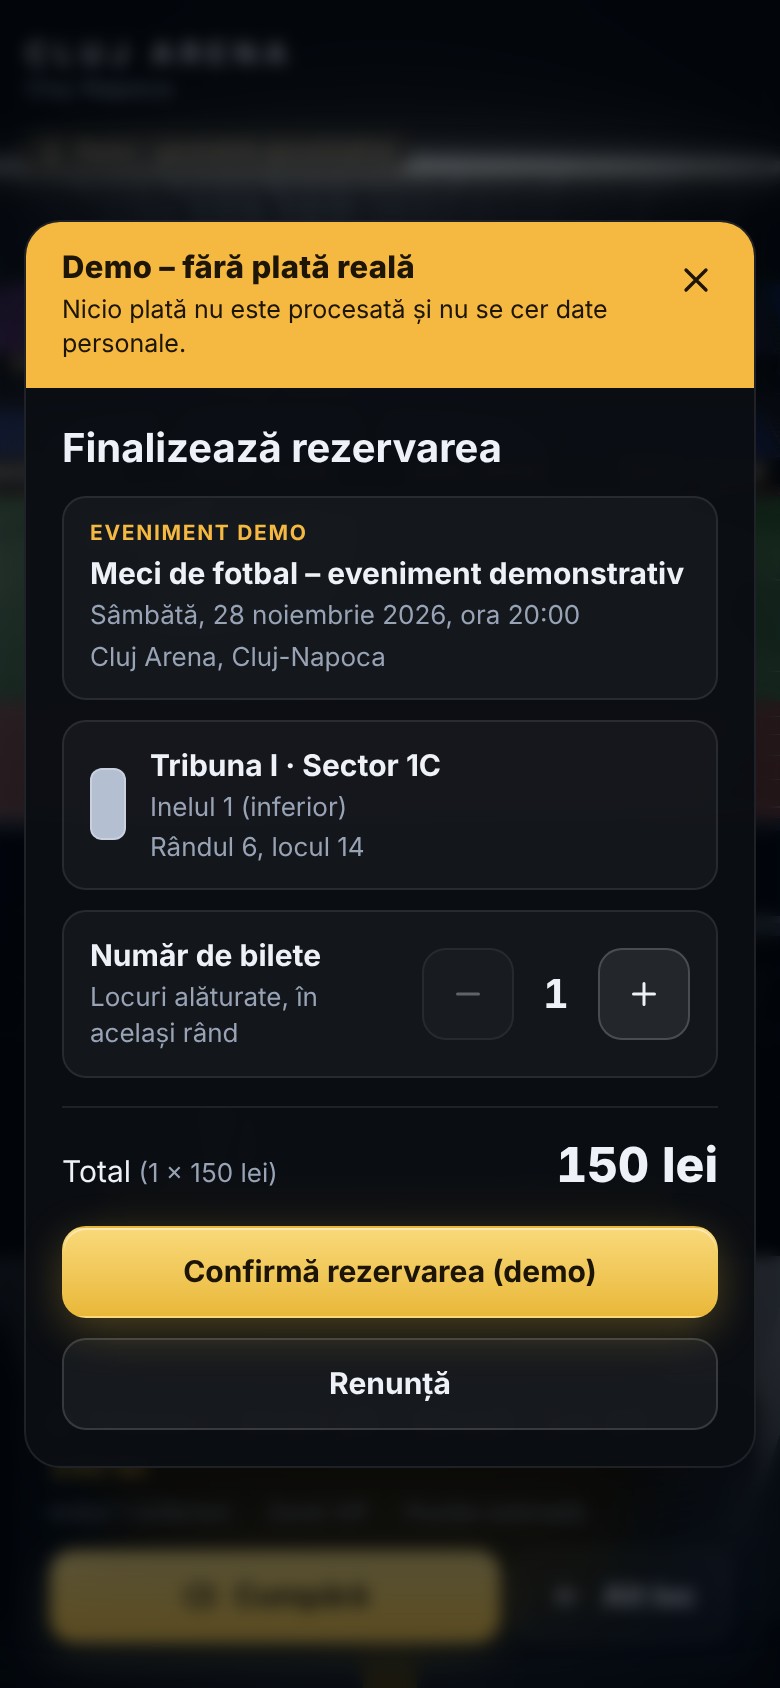 CLUJ ARENA
Demo – fără plată reală
Nicio plată nu este procesată și nu se cer date
personale.
Finalizează rezervarea
EVENIMENT DEMO
Meci de fotbal – eveniment demonstrativ
Sâmbătă, 28 noiembrie 2026, ora 20:00
Cluj Arena, Cluj-Napoca
Tribuna I · Sector 1C
Inelul 1 (inferior)
Rândul 6, locul 14
Număr de bilete
Locuri alăturate, în
același rând
− 1 +
Total (1 × 150 lei) 150 lei
Confirmă rezervarea (demo)
Renunță
Cumpără